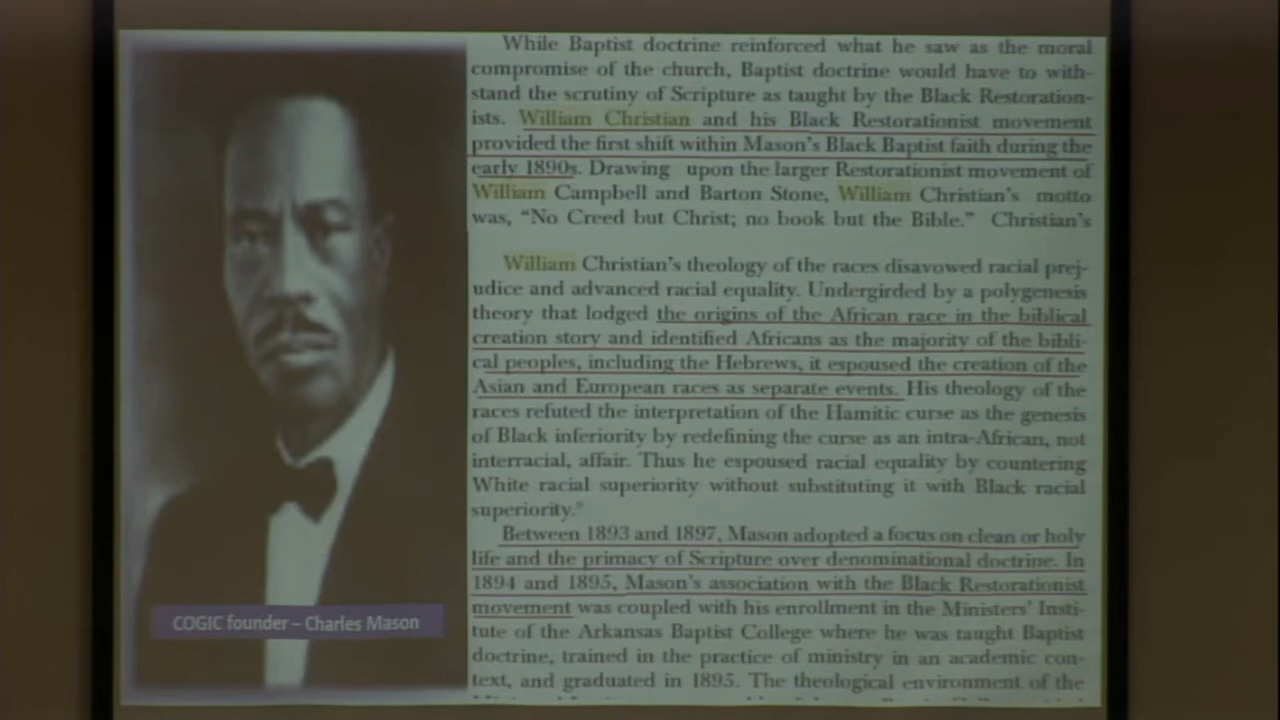 While Baptist doctrine reinforced what he saw as the moral
compromise of the church, Baptist doctrine would have to with-
stand the scrutiny of Scripture as taught by the Black Restoration-
ists. William Christian and his Black Restorationist movement
provided the first shift within Mason's Black Baptist faith during the
early 1890s. Drawing upon the larger Restorationist movement of
William Campbell and Barton Stone, William Christian's motto
was, “No Creed but Christ; no book but the Bible.” Christian's
William Christian's theology of the races disavowed racial prej-
udice and advanced racial equality. Undergirded by a polygenesis
theory that lodged the origins of the African race in the biblical
creation story and identified Africans as the majority of the bibli-
cal peoples, including the Hebrews, it espoused the creation of the
Asian and European races as separate events. His theology of the
races refuted the interpretation of the Hamitic curse as the genesis
of Black inferiority by redefining the curse as an intra-African, not
interracial, affair. Thus he espoused racial equality by countering
White racial superiority without substituting it with Black racial
superiority.
Between 1893 and 1897, Mason adopted a focus on clean or holy
life and the primacy of Scripture over denominational doctrine. In
1894 and 1895, Mason's association with the Black Restorationist
movement was coupled with his enrollment in the Ministers' Insti-
tute of the Arkansas Baptist College where he was taught Baptist
doctrine, trained in the practice of ministry in an academic con-
text, and graduated in 1895. The theological environment of the
COGIC founder – Charles Mason